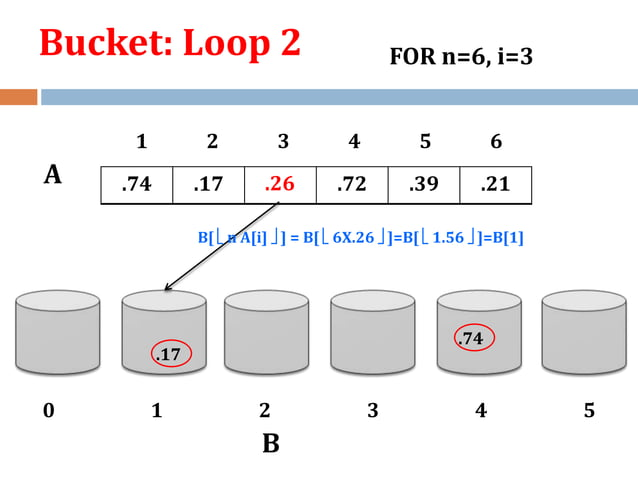 Bucket: Loop 2
FOR n=6, i=3
1 2 3 4 5 6
A
.74 .17 .26 .72 .39 .21
B[⎣ n A[i] ⎦] = B[⎣ 6X.26 ⎦]=B[⎣ 1.56 ⎦]=B[1]
.74
.17
0 1 2 3 4 5
B